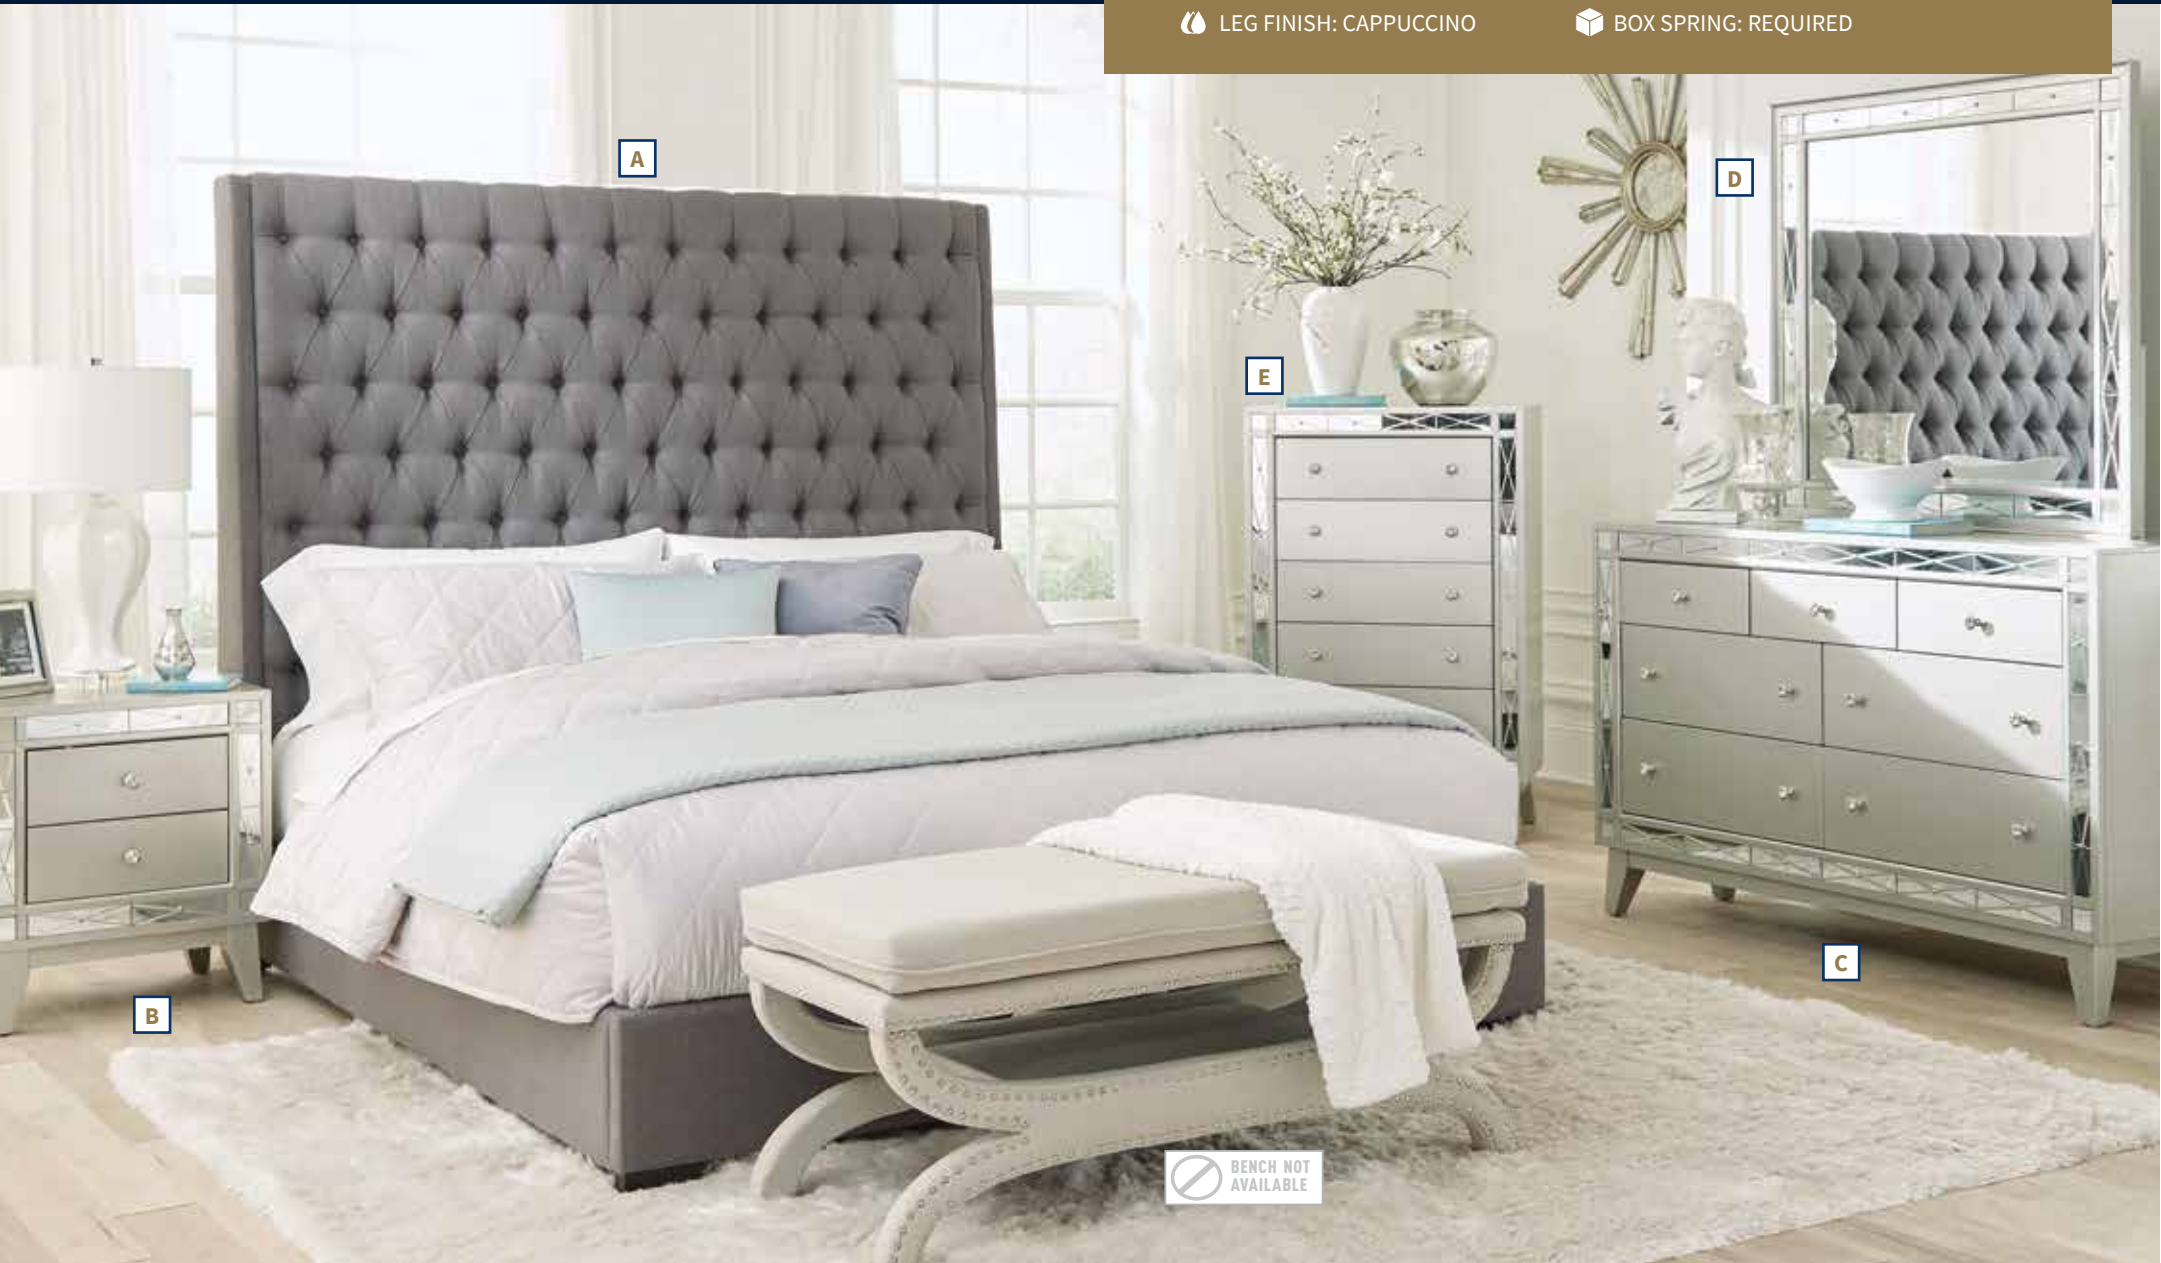 LEG FINISH: CAPPUCCINO
BOX SPRING: REQUIRED
A
D
E
C
B
BENCH NOT
AVAILABLE